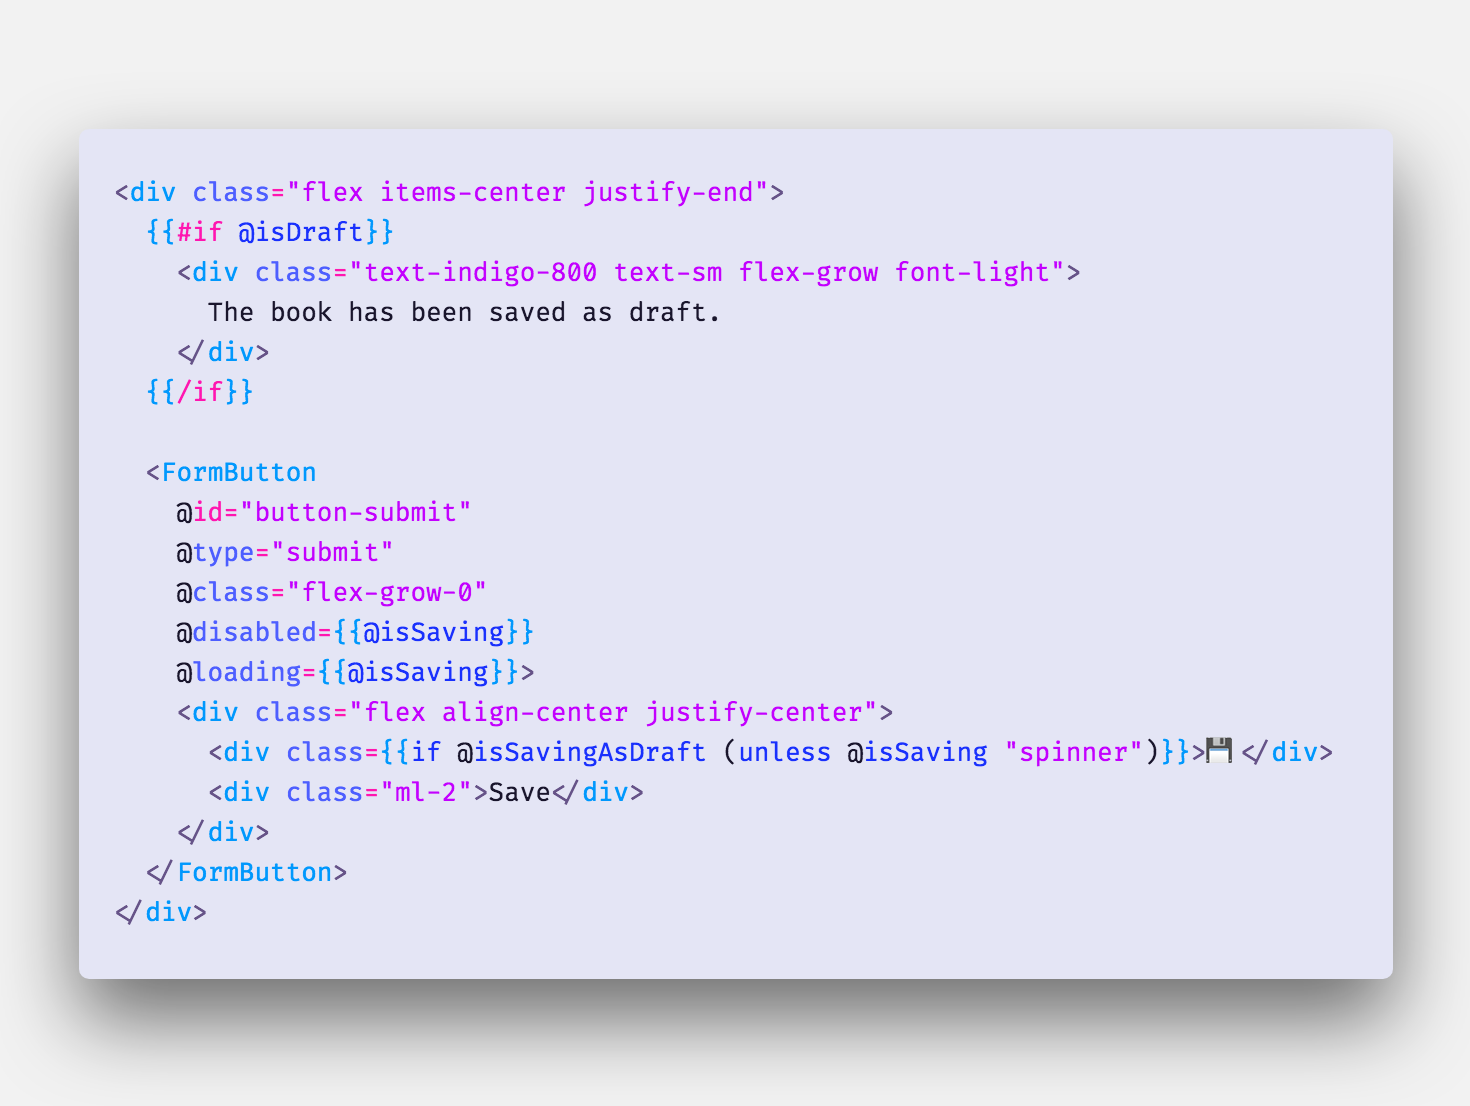 <div class="flex items-center justify-end">
  {{#if @isDraft}}
    <div class="text-indigo-800 text-sm flex-grow font-light">
      The book has been saved as draft.
    </div>
  {{/if}}

  <FormButton
    @id="button-submit"
    @type="submit"
    @class="flex-grow-0"
    @disabled={{@isSaving}}
    @loading={{@isSaving}}>
    <div class="flex align-center justify-center">
      <div class={{if @isSavingAsDraft (unless @isSaving "spinner")}}>💾</div>
      <div class="ml-2">Save</div>
    </div>
  </FormButton>
</div>